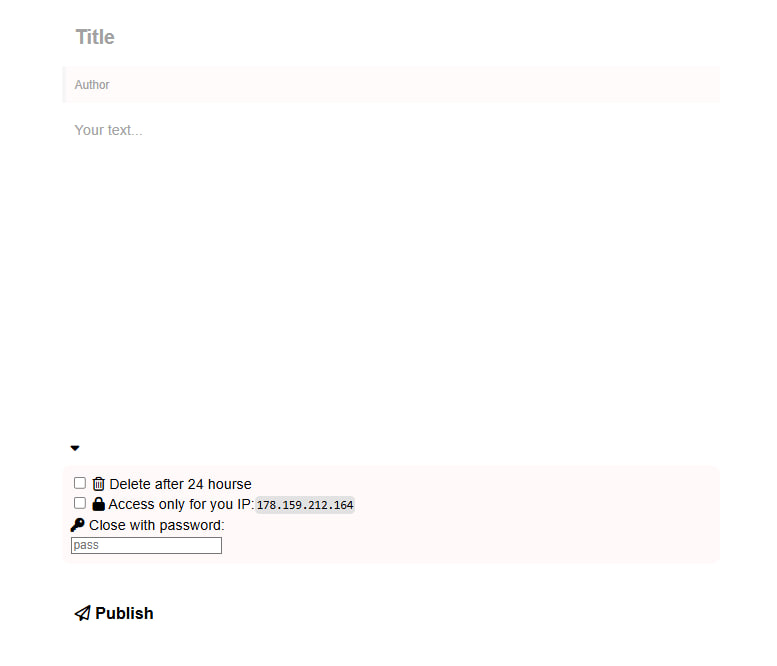 Title
Author
Your text...
Delete after 24 hourse
Access only for you IP: 178.159.212.164
Close with password:
pass
Publish